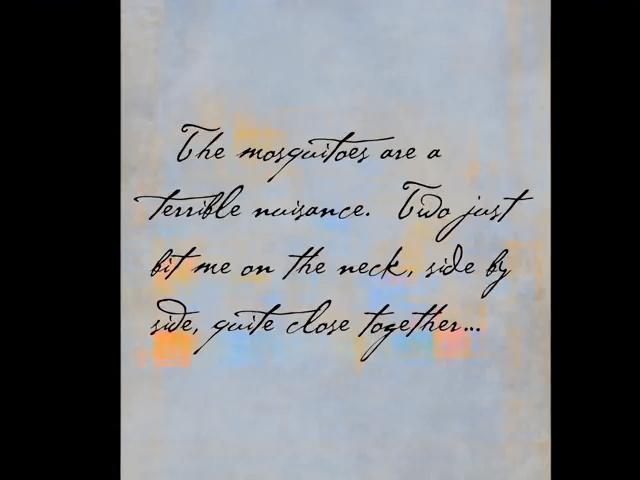 The mosquitoes are a
terrible nuisance. Two just
bit me on the neck, side by
side, quite close together...